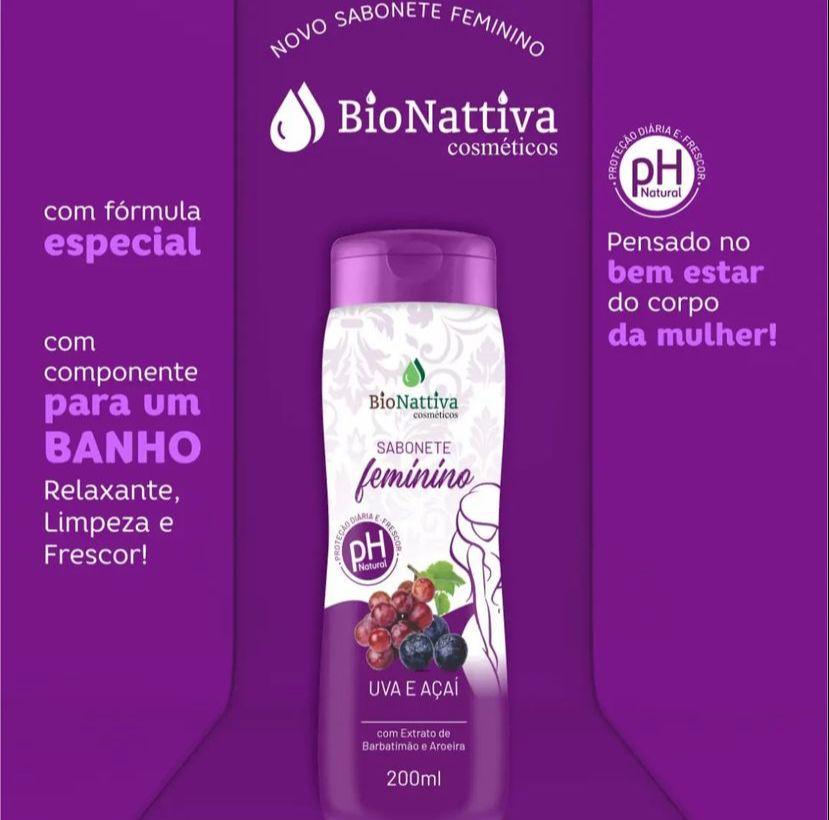 NOVO SABONETE FEMININO
BioNattiva
cosméticos
com fórmula
especial
com
componente
para um
BANHO
Relaxante,
Limpeza e
Frescor!
PROTEÇÃO DIÁRIA E FRESCOR
pH
Natural
Pensado no
bem estar
do corpo
da mulher!
BioNattiva
cosméticos
SABONETE
feminino
PROTEÇÃO DIÁRIA E FRESCOR
pH
Natural
UVA E AÇAÍ
com Extrato de
Barbatimão e Aroeira
200ml